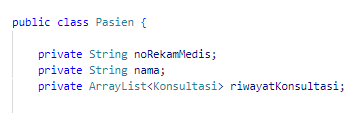 public class Pasien {
private String noRekamMedis;
private String nama;
private ArrayList<Konsultasi> riwayatKonsultasi;